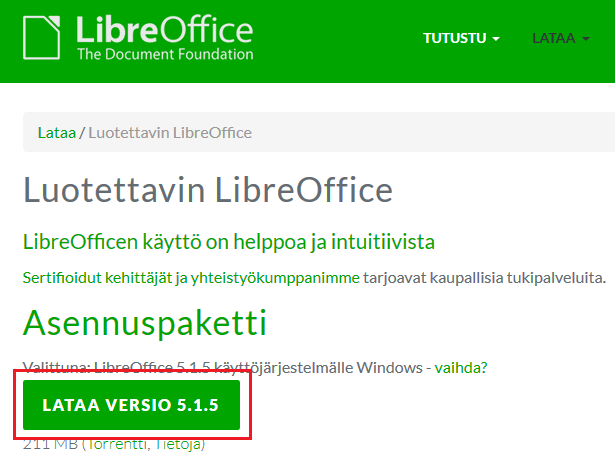 LibreOffice
The Document Foundation
TUTUSTU LATAA
Lataa / Luotettavin LibreOffice
Luotettavin LibreOffice
LibreOfficen käyttö on helppoa ja intuitiivista
Sertifioidut kehittäjät ja yhteistyökumppanimme tarjoavat kaupallisia tukipalveluita.
Asennuspaketti
Valittuna: LibreOffice 5.1.5 käyttöjärjestelmälle Windows - vaihda?
LATAA VERSIO 5.1.5
211 MB (Torrentti, Tietoja)